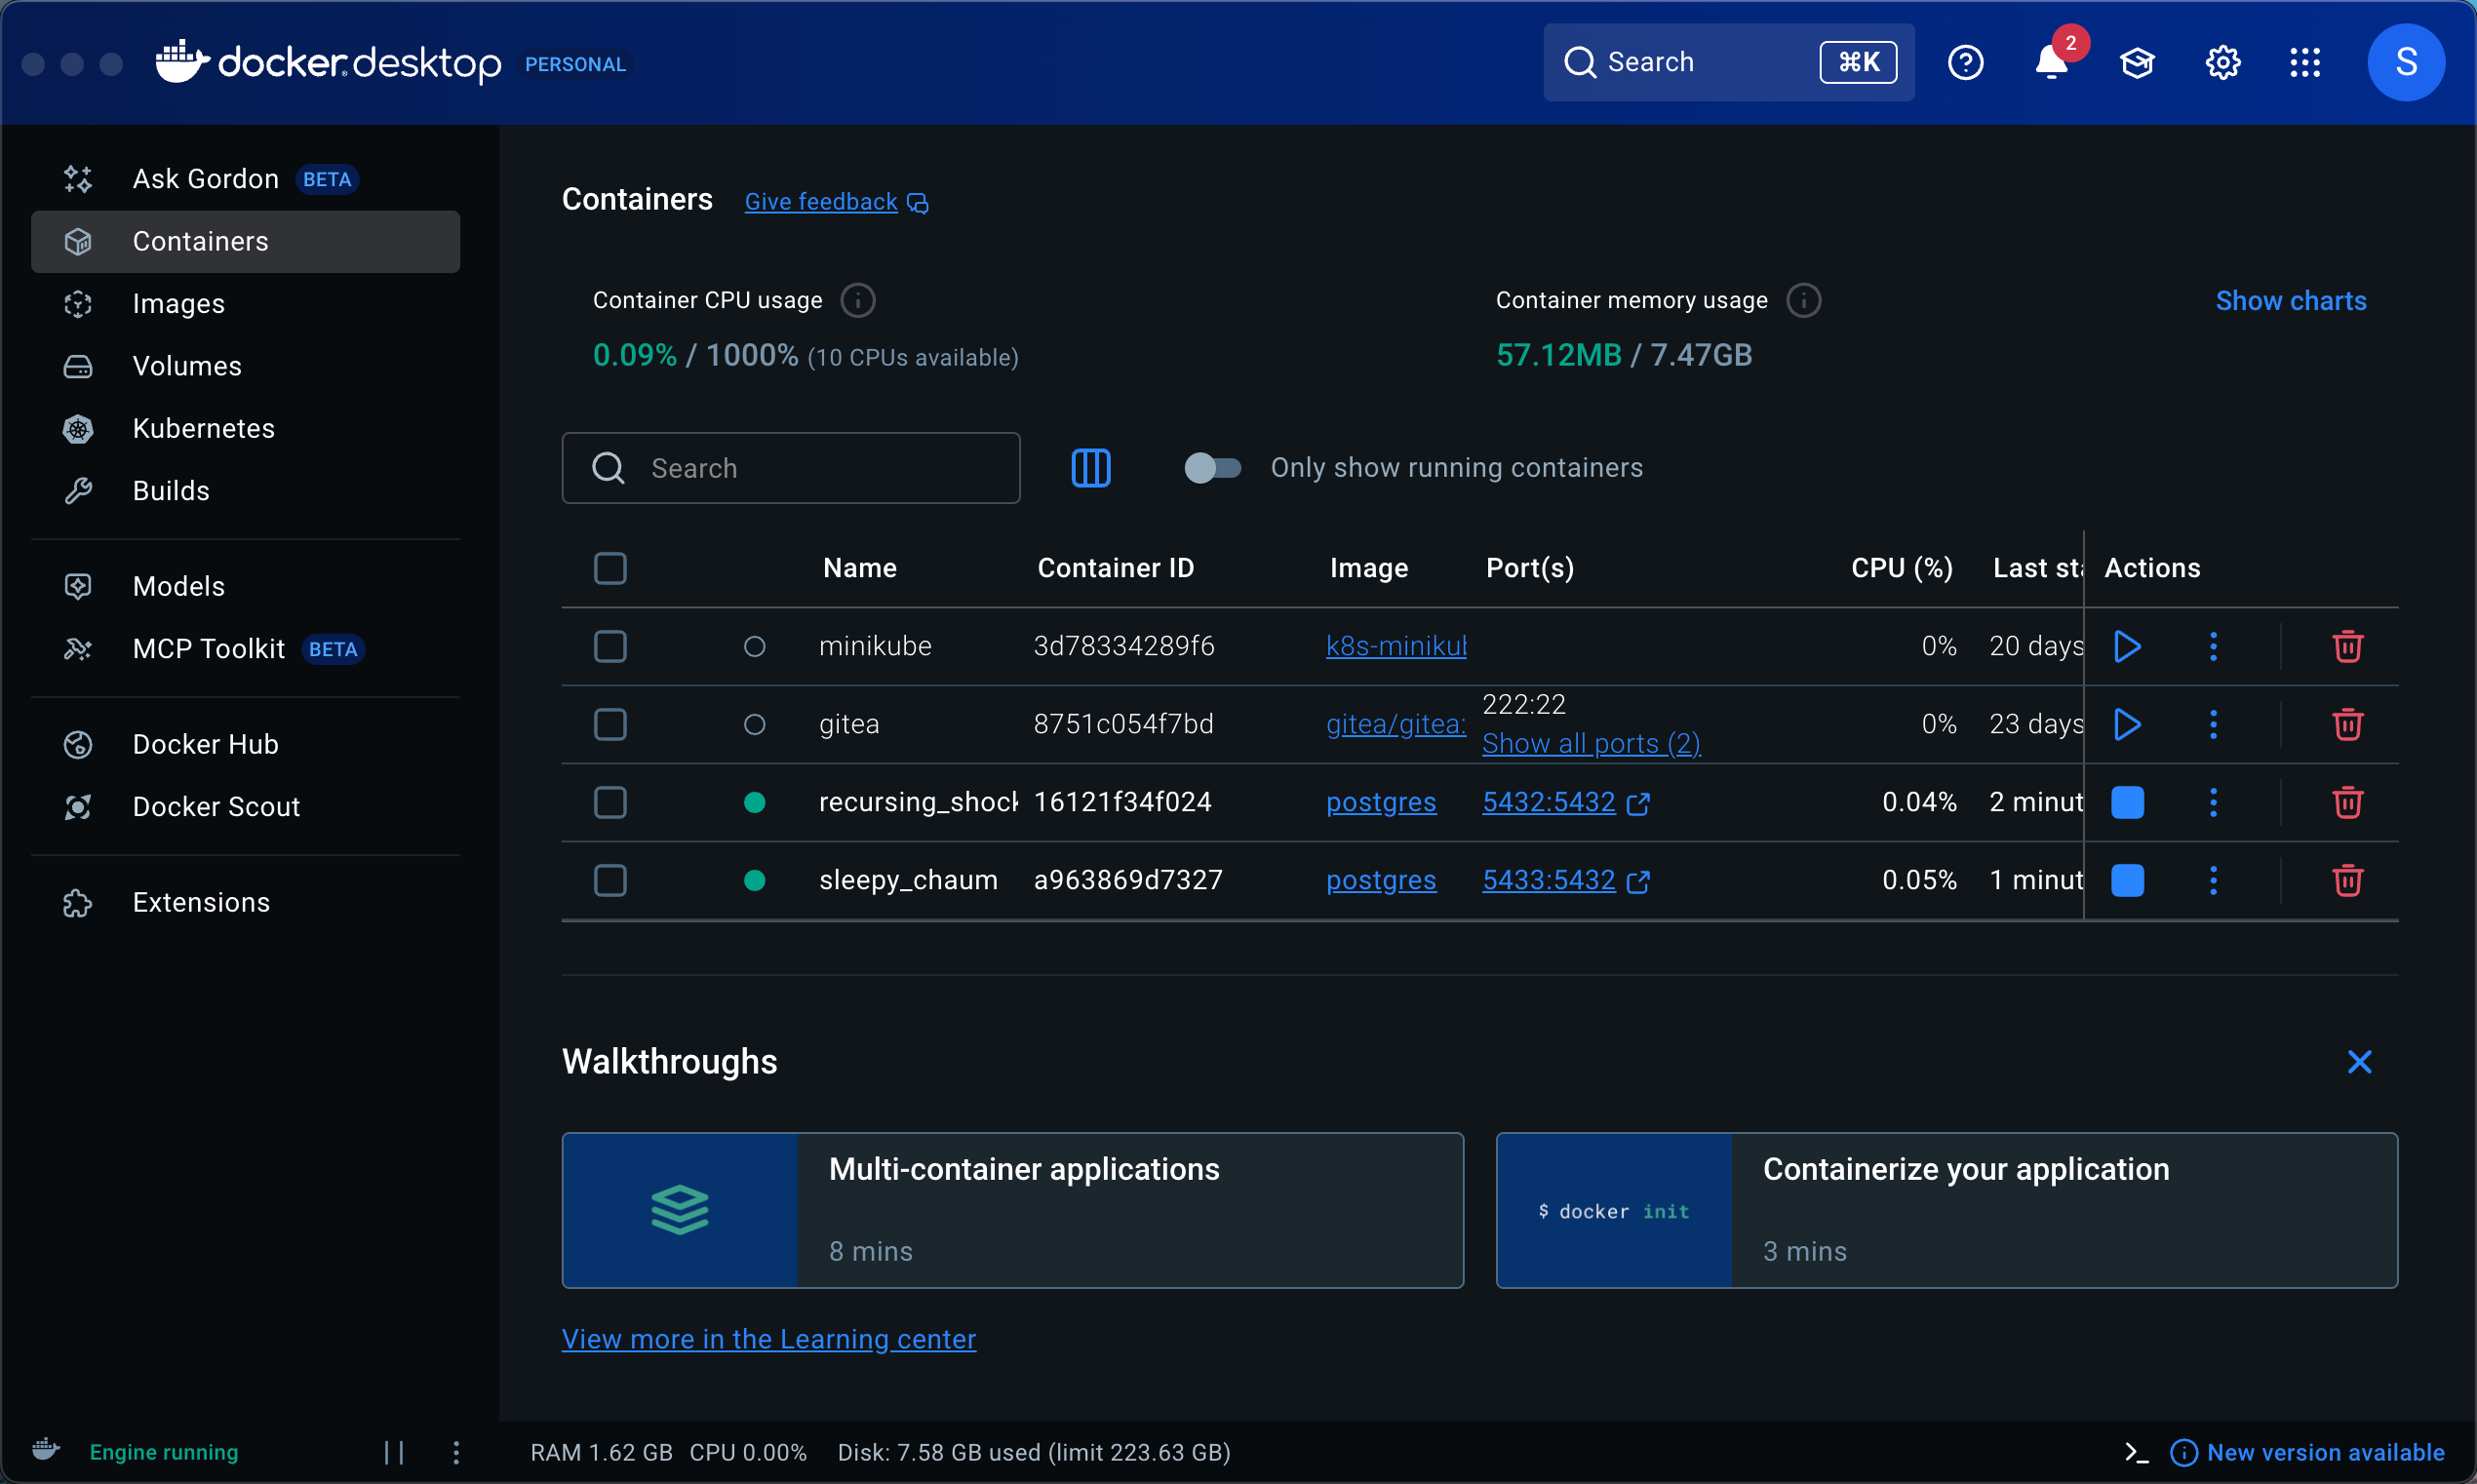 docker desktop PERSONAL
Search ⌘K
2
S
Ask Gordon BETA
Containers
Images
Volumes
Kubernetes
Builds
Models
MCP Toolkit BETA
Docker Hub
Docker Scout
Extensions
Containers Give feedback
Container CPU usage
0.09% / 1000% (10 CPUs available)
Container memory usage
57.12MB / 7.47GB
Show charts
Search
Only show running containers
Name Container ID Image Port(s) CPU (%) Last sta Actions
minikube 3d78334289f6 k8s-minikub 0% 20 days
gitea 8751c054f7bd gitea/gitea: 222:22 0% 23 days
Show all ports (2)
recursing_shock 16121f34f024 postgres 5432:5432 0.04% 2 minut
sleepy_chaum a963869d7327 postgres 5433:5432 0.05% 1 minut
Walkthroughs
Multi-container applications
8 mins
$ docker init
Containerize your application
3 mins
View more in the Learning center
Engine running
RAM 1.62 GB CPU 0.00% Disk: 7.58 GB used (limit 223.63 GB)
>_ New version available